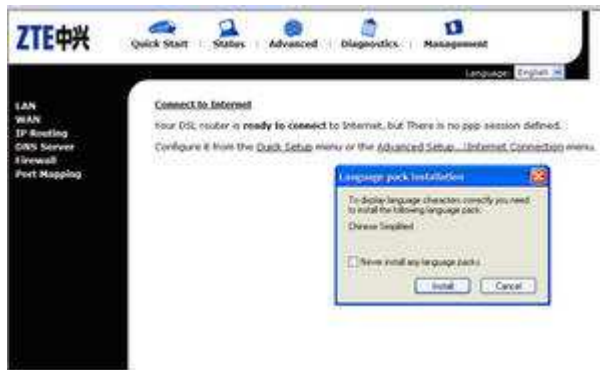 ZTE中兴
Quick Start | Status | Advanced | Diagnostics | Management
Language: English
LAN
WAN
IP Routing
DNS Server
Firewall
Port Mapping
Connect to Internet
Your DSL router is ready to connect to Internet, but There is no ppp session defined.
Configure it from the Quick Setup menu or the Advanced Setup...|Internet Connection menu.
Language pack installation
To display language characters correctly you need
to install the following language pack:
Chinese Simplified
Never install any language packs
Install
Cancel